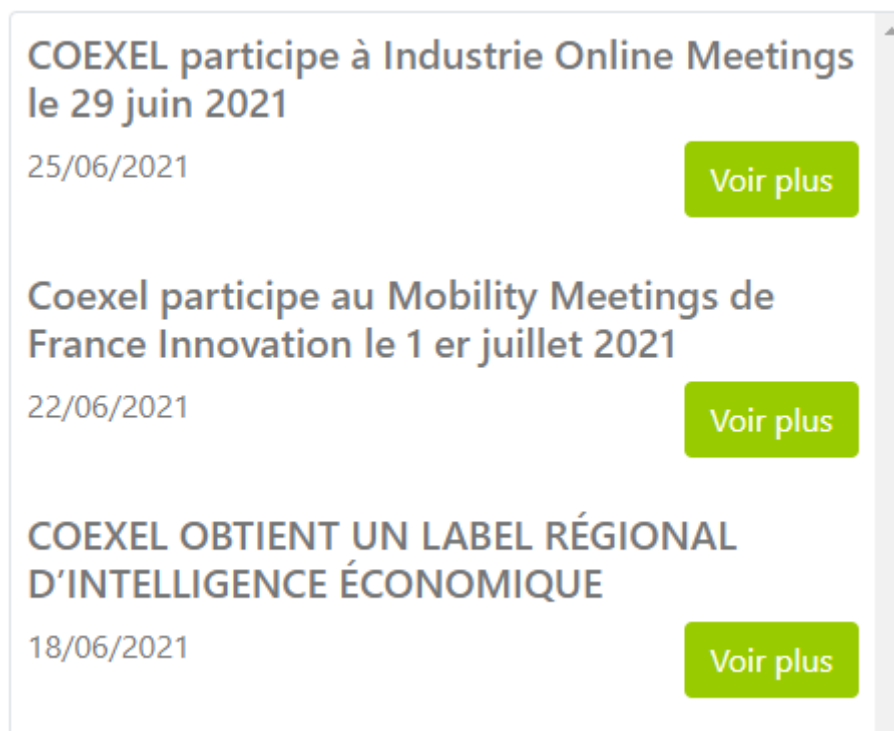 COEXEL participe à Industrie Online Meetings
le 29 juin 2021
25/06/2021
Voir plus
Coexel participe au Mobility Meetings de
France Innovation le 1 er juillet 2021
22/06/2021
Voir plus
COEXEL OBTIENT UN LABEL RÉGIONAL
D’INTELLIGENCE ÉCONOMIQUE
18/06/2021
Voir plus